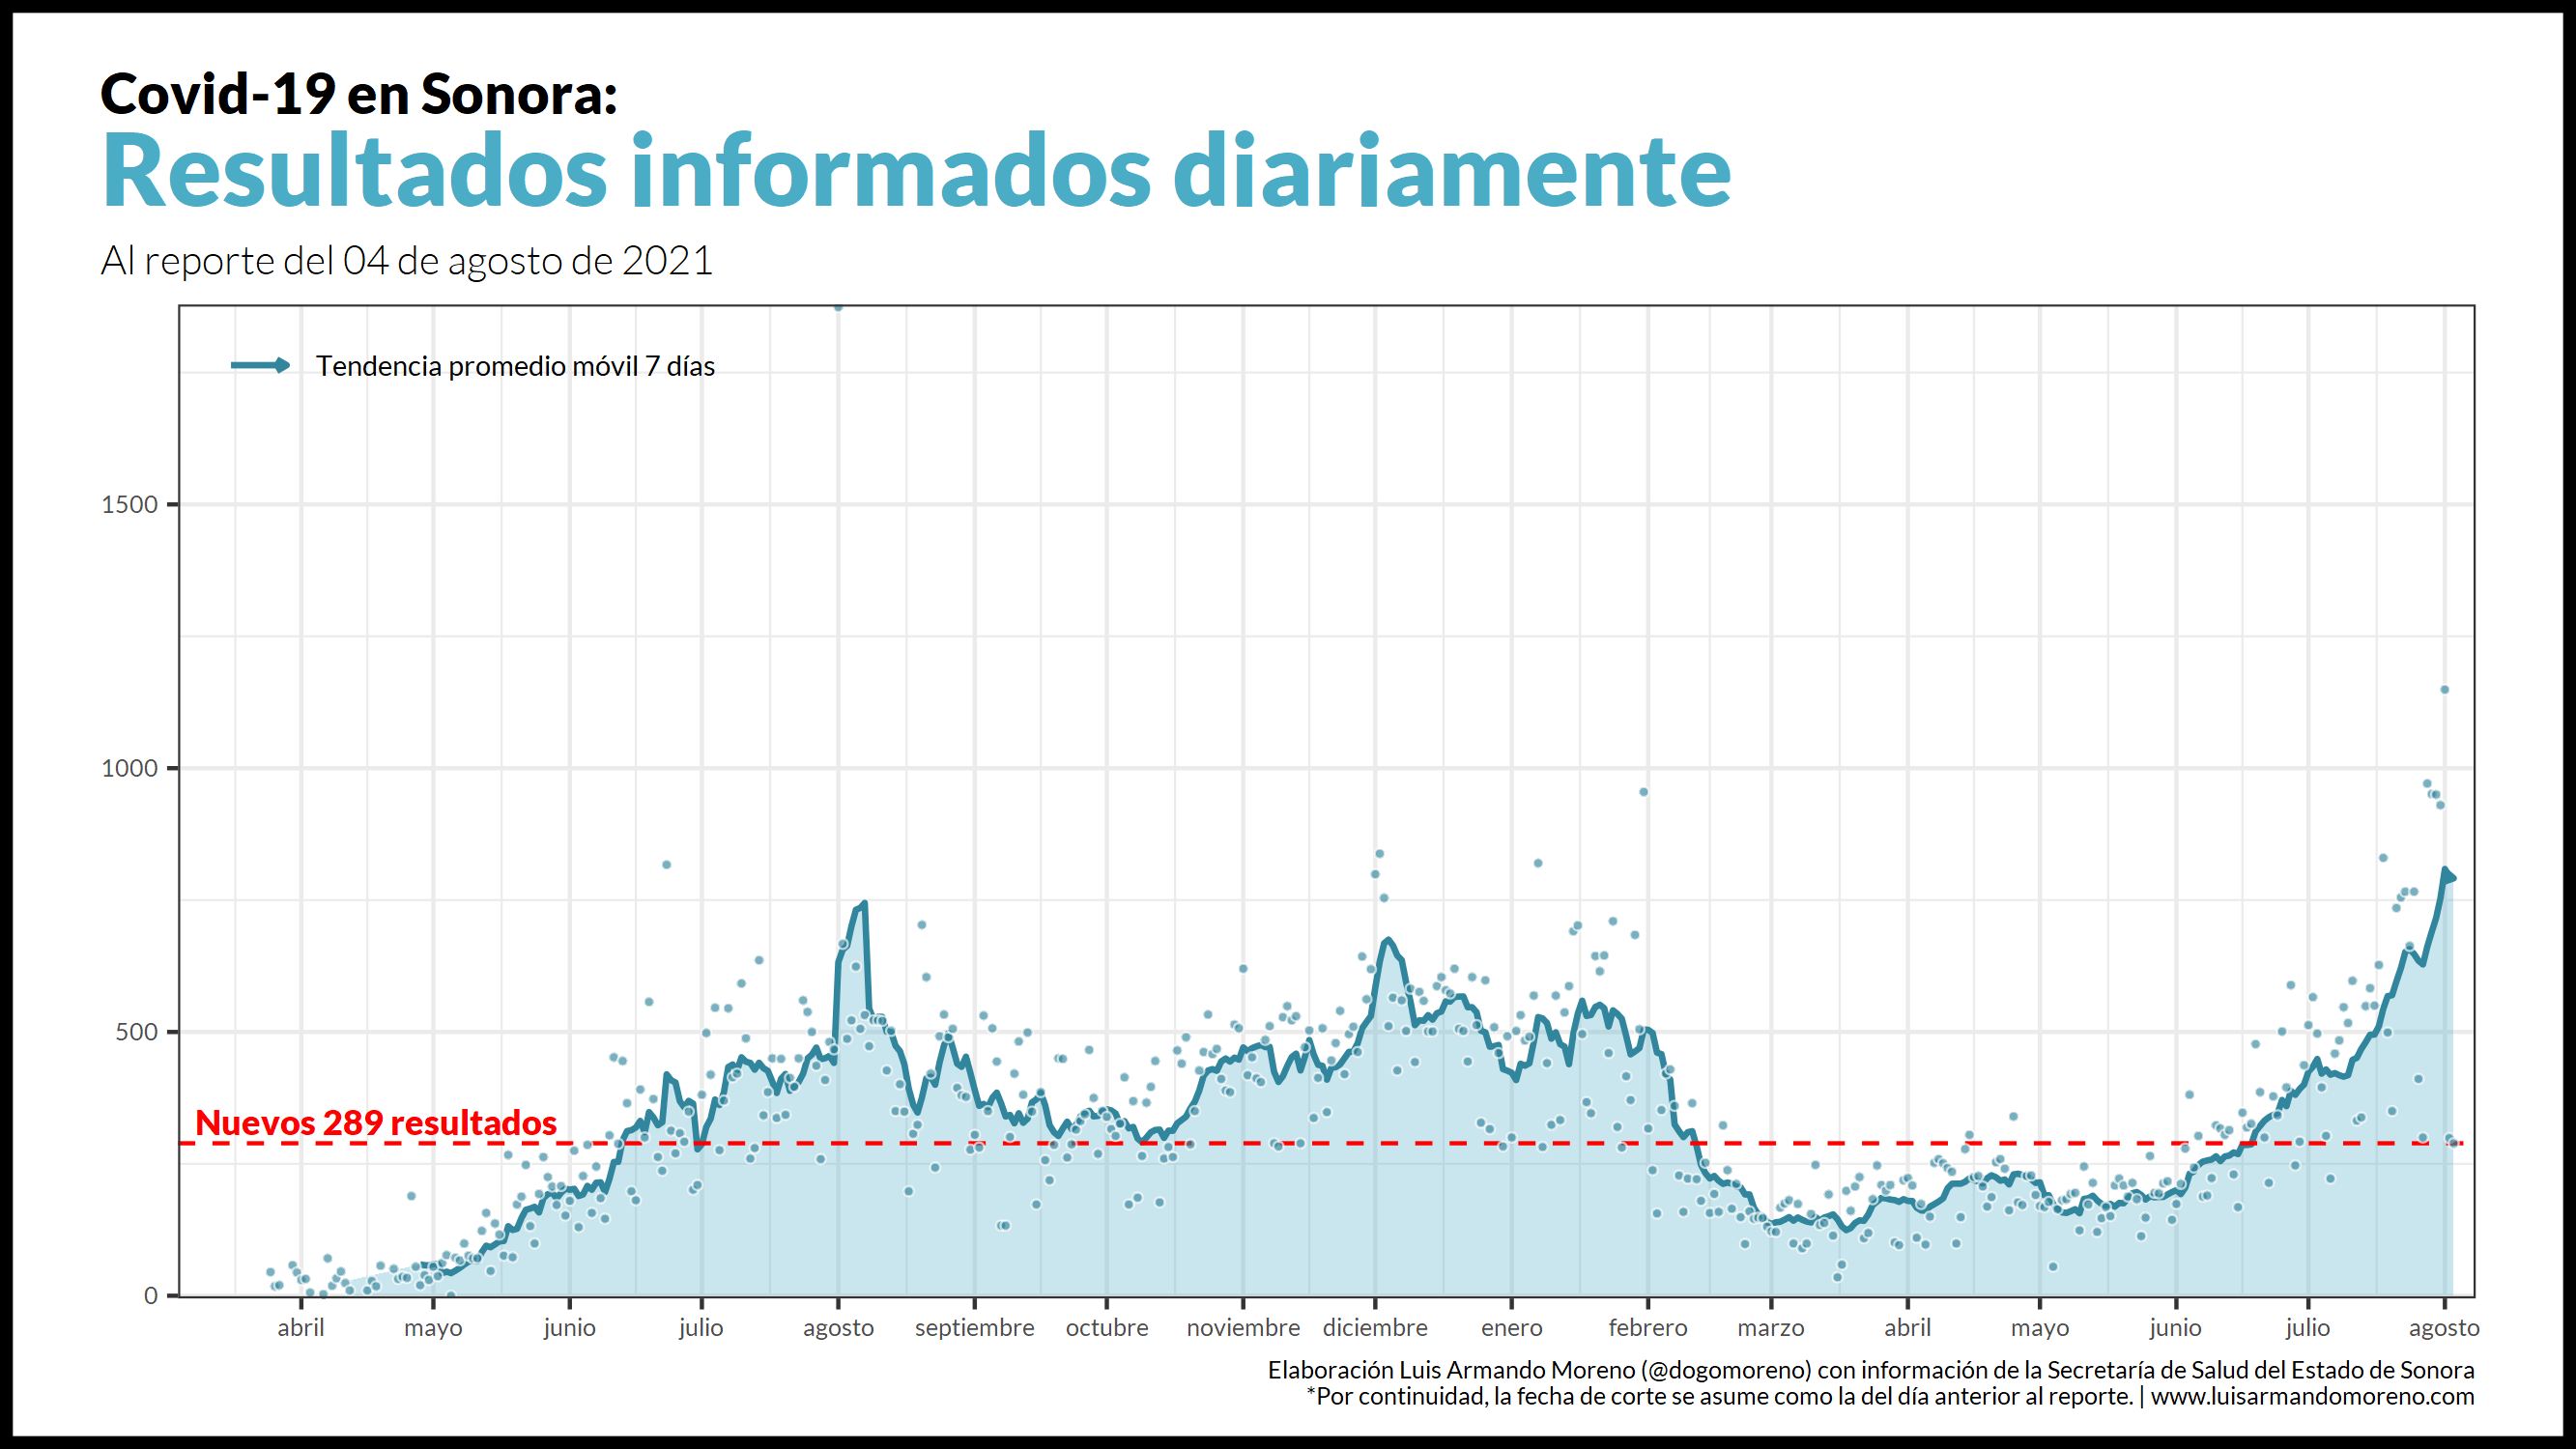 Covid-19 en Sonora:
Resultados informados diariamente
Al reporte del 04 de agosto de 2021
Tendencia promedio móvil 7 días
1500
1000
500
Nuevos 289 resultados
0
abril mayo junio julio agosto septiembre octubre noviembre diciembre enero febrero marzo abril mayo junio julio agosto
Elaboración Luis Armando Moreno (@dogomoreno) con información de la Secretaría de Salud del Estado de Sonora
*Por continuidad, la fecha de corte se asume como la del día anterior al reporte. | www.luisarmandomoreno.com